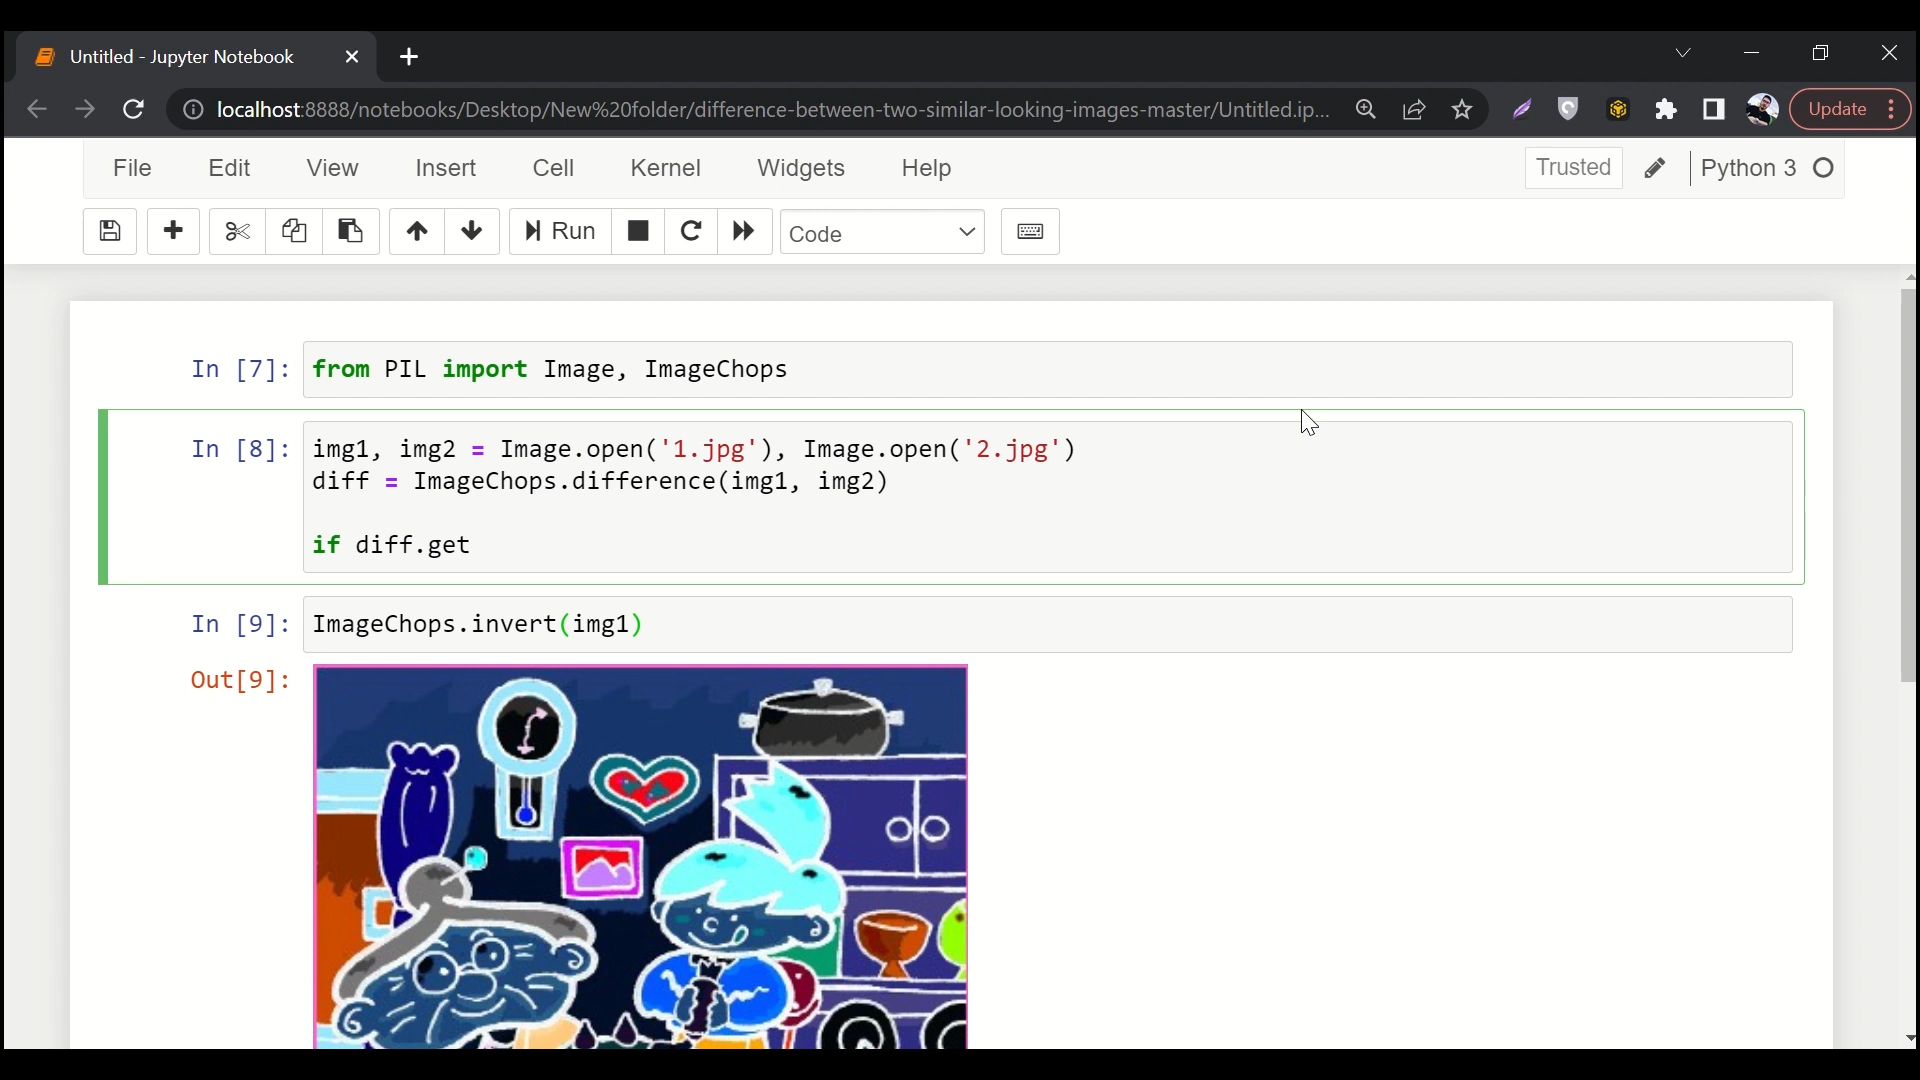 Untitled - Jupyter Notebook
localhost:8888/notebooks/Desktop/New%20folder/difference-between-two-similar-looking-images-master/Untitled.ip...
Update
File Edit View Insert Cell Kernel Widgets Help
Trusted Python 3
Run Code
In [7]: from PIL import Image, ImageChops
In [8]: img1, img2 = Image.open('1.jpg'), Image.open('2.jpg')
diff = ImageChops.difference(img1, img2)
if diff.get
In [9]: ImageChops.invert(img1)
Out[9]: